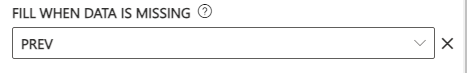 FILL WHEN DATA IS MISSING
PREV